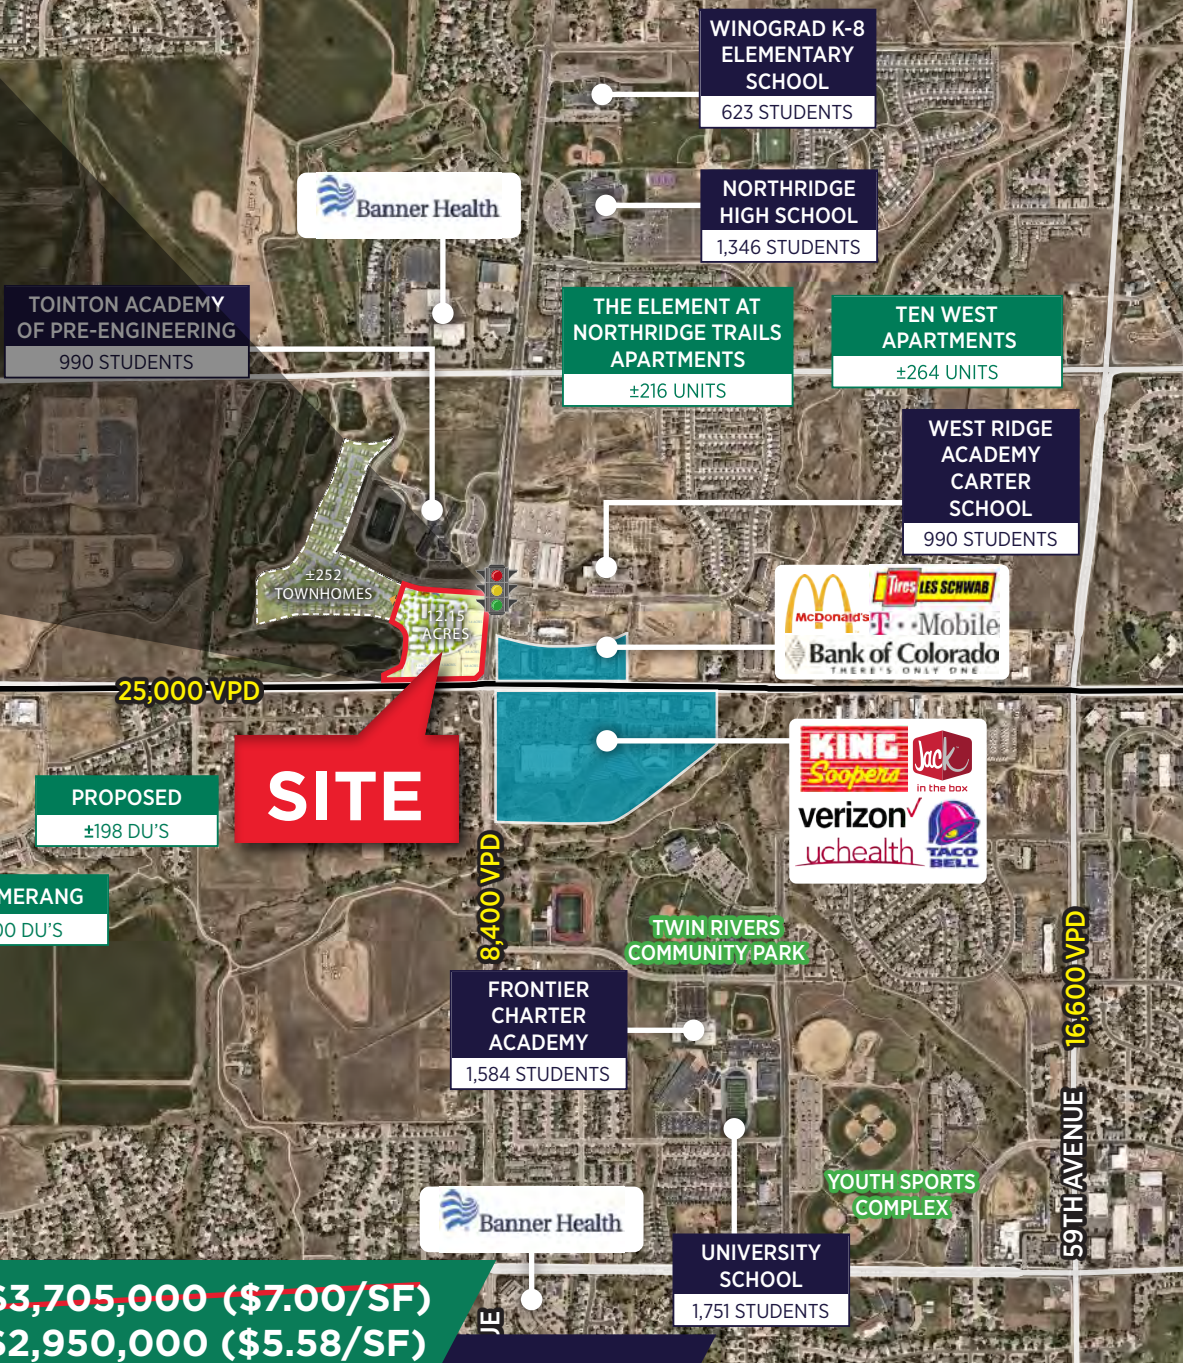 WINOGRAD K-8
ELEMENTARY
SCHOOL
623 STUDENTS
Banner Health
NORTHRIDGE
HIGH SCHOOL
1,346 STUDENTS
TOINTON ACADEMY
OF PRE-ENGINEERING
990 STUDENTS
THE ELEMENT AT
NORTHRIDGE TRAILS
APARTMENTS
±216 UNITS
TEN WEST
APARTMENTS
±264 UNITS
WEST RIDGE
ACADEMY
CARTER
SCHOOL
990 STUDENTS
±252
TOWNHOMES
12.15
ACRES
McDonald's
Tires LES SCHWAB
T-Mobile
Bank of Colorado
THERE'S ONLY ONE
25,000 VPD
SITE
KING
Soopers
Jack
in the box
verizon
uchealth
TACO
BELL
PROPOSED
±198 DU'S
MERANG
00 DU'S
8,400 VPD
TWIN RIVERS
COMMUNITY PARK
16,600 VPD
FRONTIER
CHARTER
ACADEMY
1,584 STUDENTS
59TH AVENUE
YOUTH SPORTS
COMPLEX
Banner Health
UNIVERSITY
SCHOOL
1,751 STUDENTS
$3,705,000 ($7.00/SF)
$2,950,000 ($5.58/SF)
UE